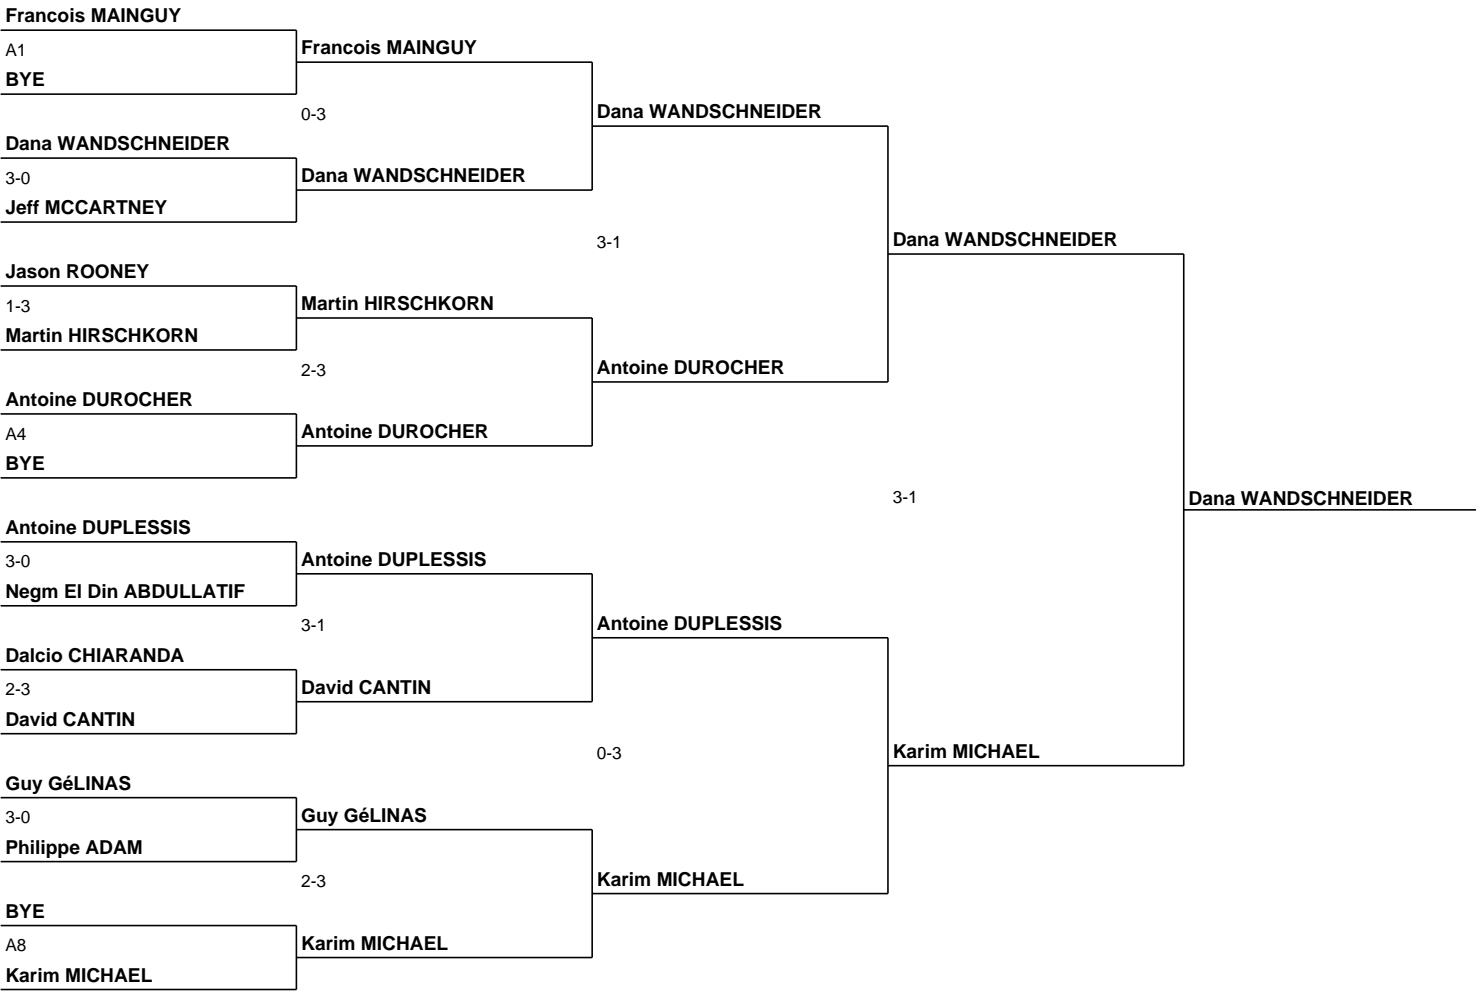 Francois MAINGUY
A1
BYE
Francois MAINGUY
0-3
Dana WANDSCHNEIDER
3-0
Jeff MCCARTNEY
Dana WANDSCHNEIDER
Dana WANDSCHNEIDER
3-1
Jason ROONEY
1-3
Martin HIRSCHKORN
Martin HIRSCHKORN
2-3
Antoine DUROCHER
A4
BYE
Antoine DUROCHER
Antoine DUROCHER
Dana WANDSCHNEIDER
3-1
Antoine DUPLESSIS
3-0
Negm El Din ABDULLATIF
Antoine DUPLESSIS
3-1
Dalcio CHIARANDA
2-3
David CANTIN
David CANTIN
Antoine DUPLESSIS
0-3
Guy GéLINAS
3-0
Philippe ADAM
Guy GéLINAS
2-3
BYE
A8
Karim MICHAEL
Karim MICHAEL
Karim MICHAEL
Karim MICHAEL
Dana WANDSCHNEIDER